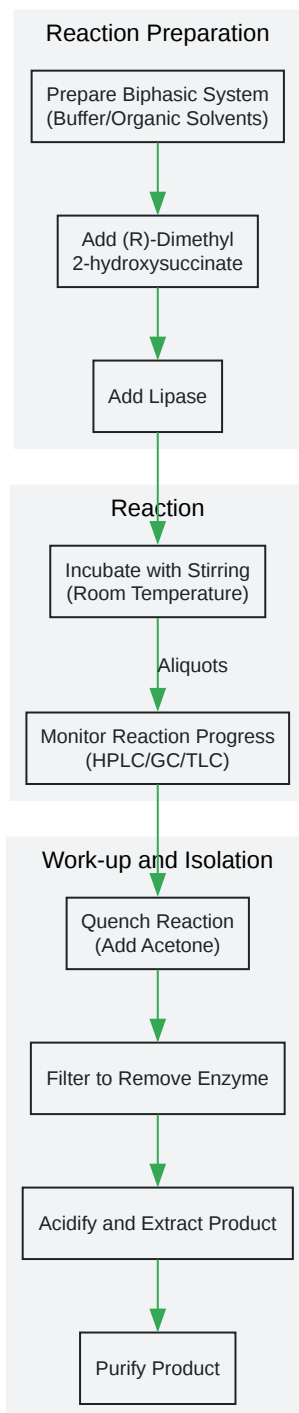 Reaction Preparation
Prepare Biphasic System
(Buffer/Organic Solvents)
Add (R)-Dimethyl
2-hydroxysuccinate
Add Lipase
Reaction
Incubate with Stirring
(Room Temperature)
Aliquots
Monitor Reaction Progress
(HPLC/GC/TLC)
Work-up and Isolation
Quench Reaction
(Add Acetone)
Filter to Remove Enzyme
Acidify and Extract Product
Purify Product